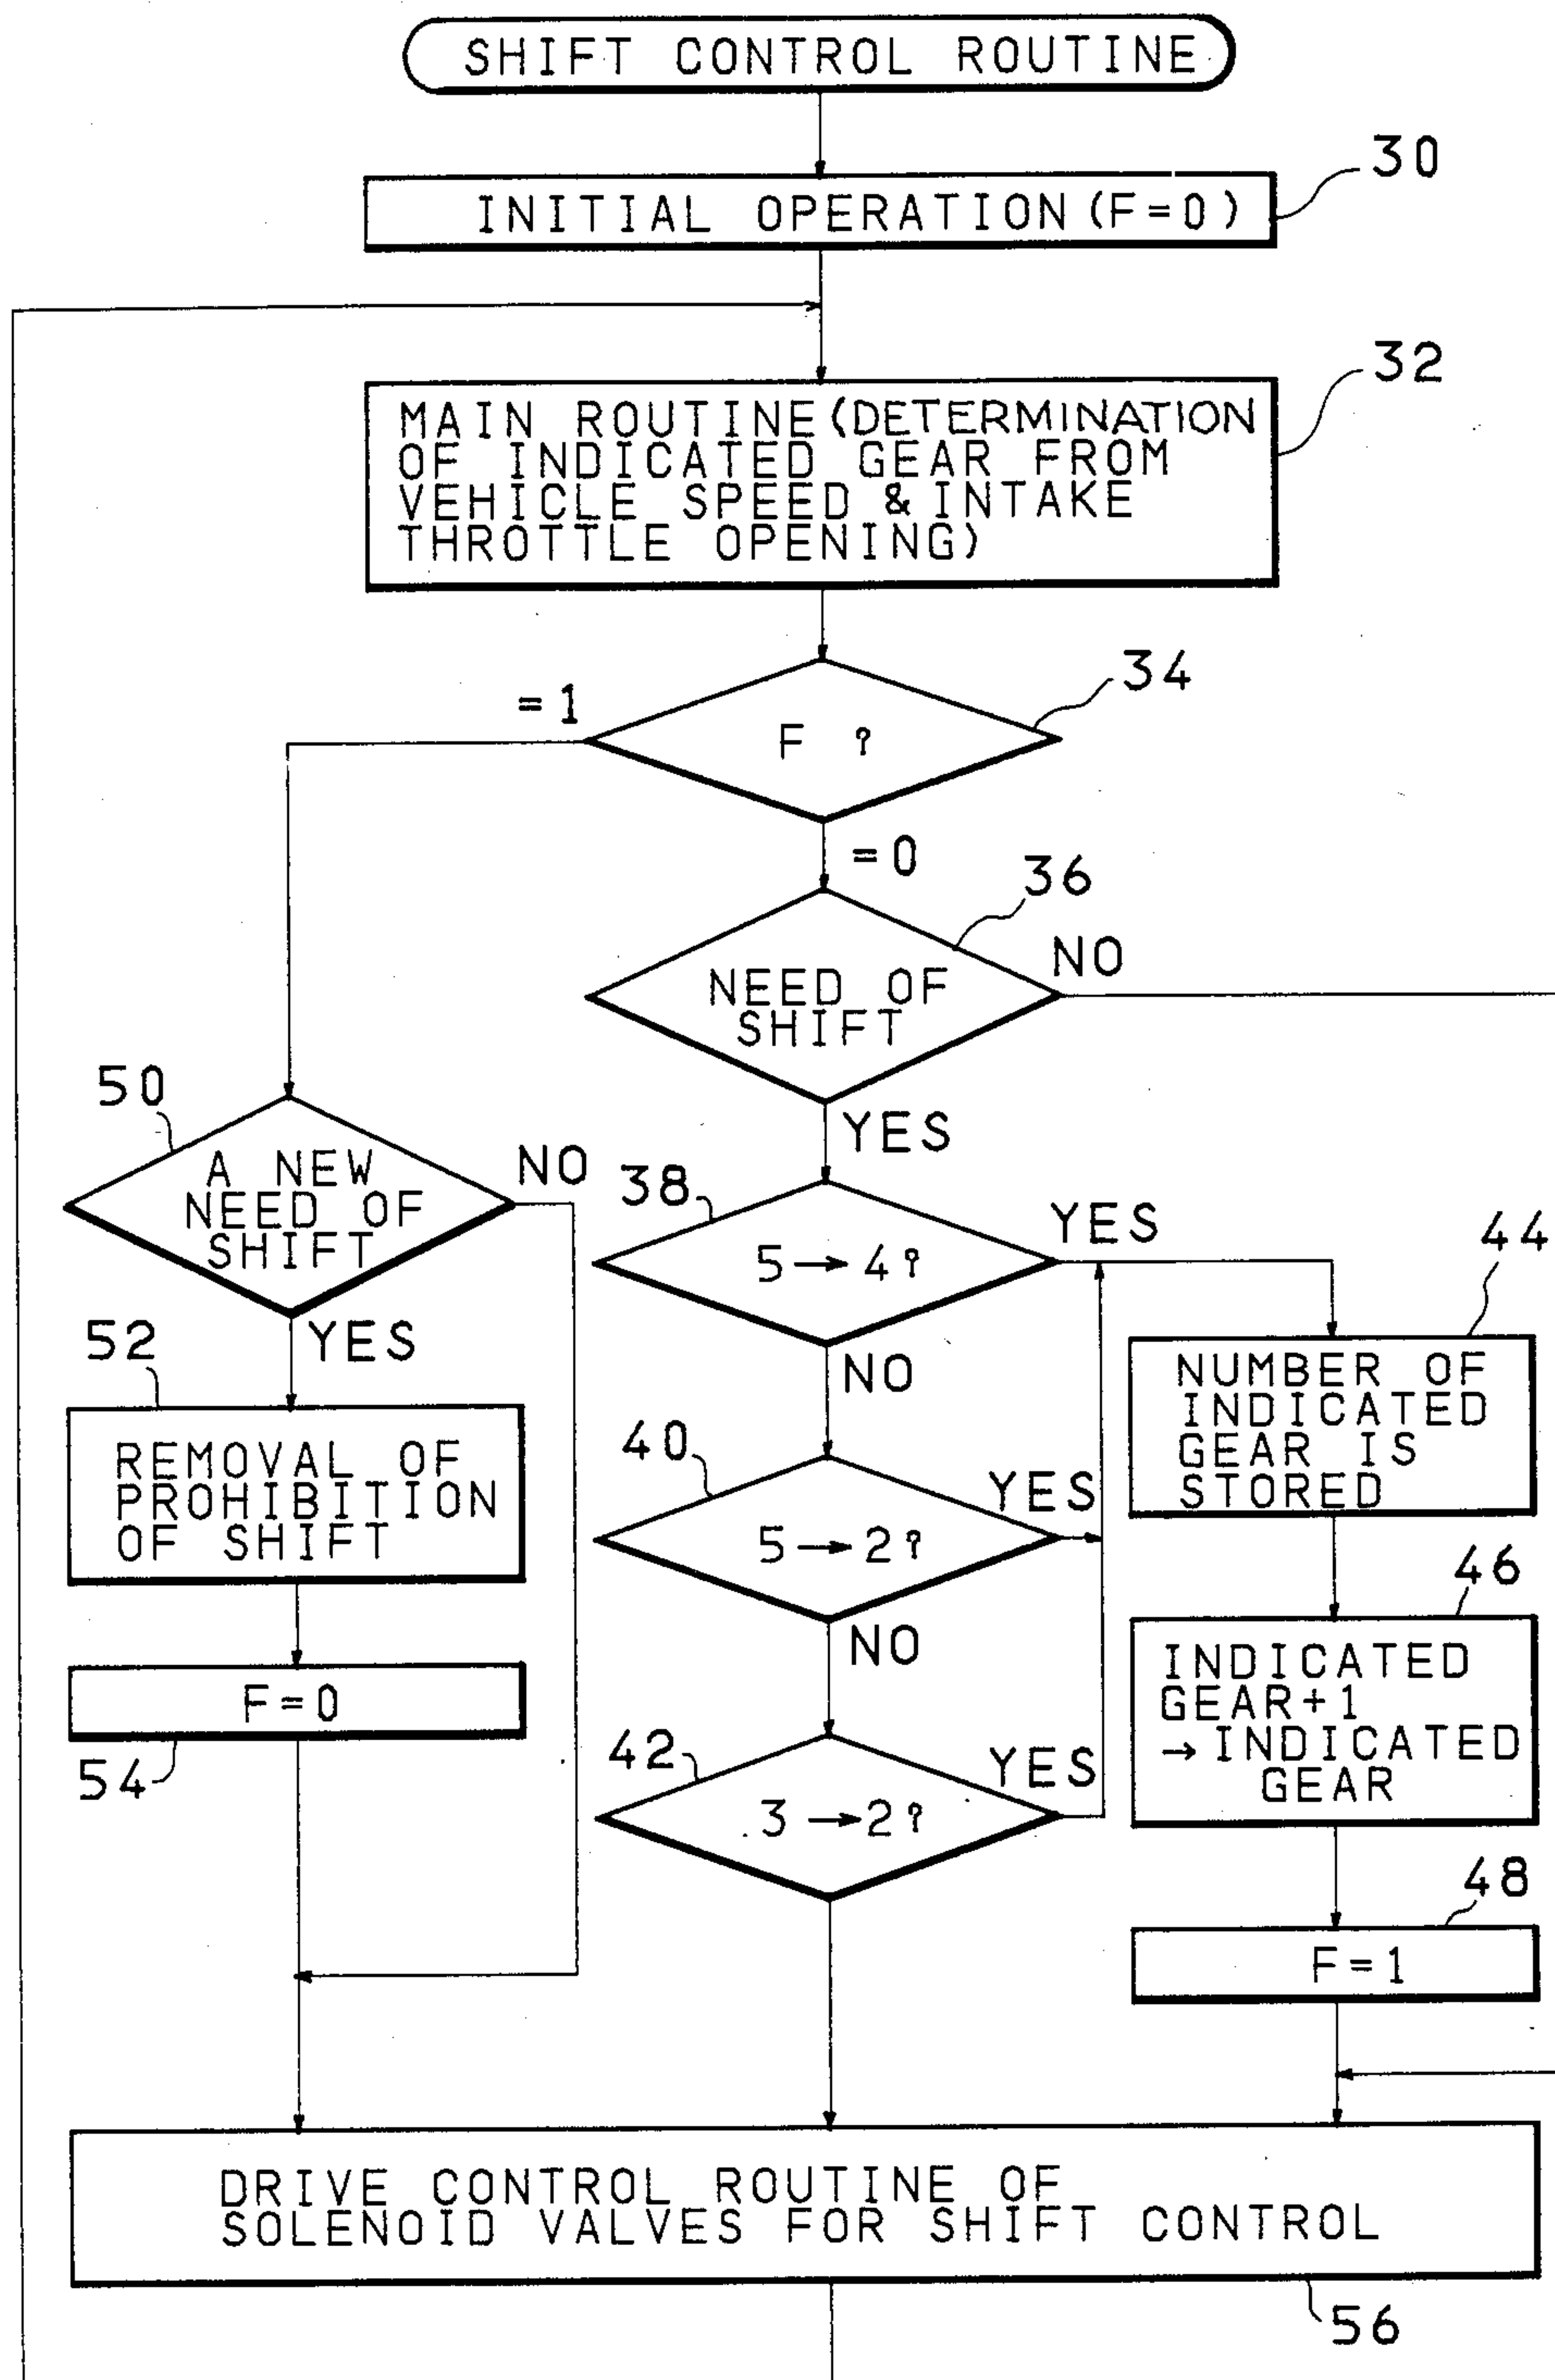 SHIFT CONTROL ROUTINE
30
INITIAL OPERATION (F=0)
32
MAIN ROUTINE (DETERMINATION
OF INDICATED GEAR FROM
VEHICLE SPEED & INTAKE
THROTTLE OPENING)
34
=1
F ?
=0
36
NO
NEED OF
SHIFT
YES
50
A NEW
NEED OF
SHIFT
NO
YES
38
5→4?
YES
NO
44
NUMBER OF
INDICATED
GEAR IS
STORED
52
REMOVAL OF
PROHIBITION
OF SHIFT
40
5→2?
YES
NO
46
INDICATED
GEAR+1
→INDICATED
GEAR
F=0
54
42
3→2?
YES
48
F=1
DRIVE CONTROL ROUTINE OF
SOLENOID VALVES FOR SHIFT CONTROL
56